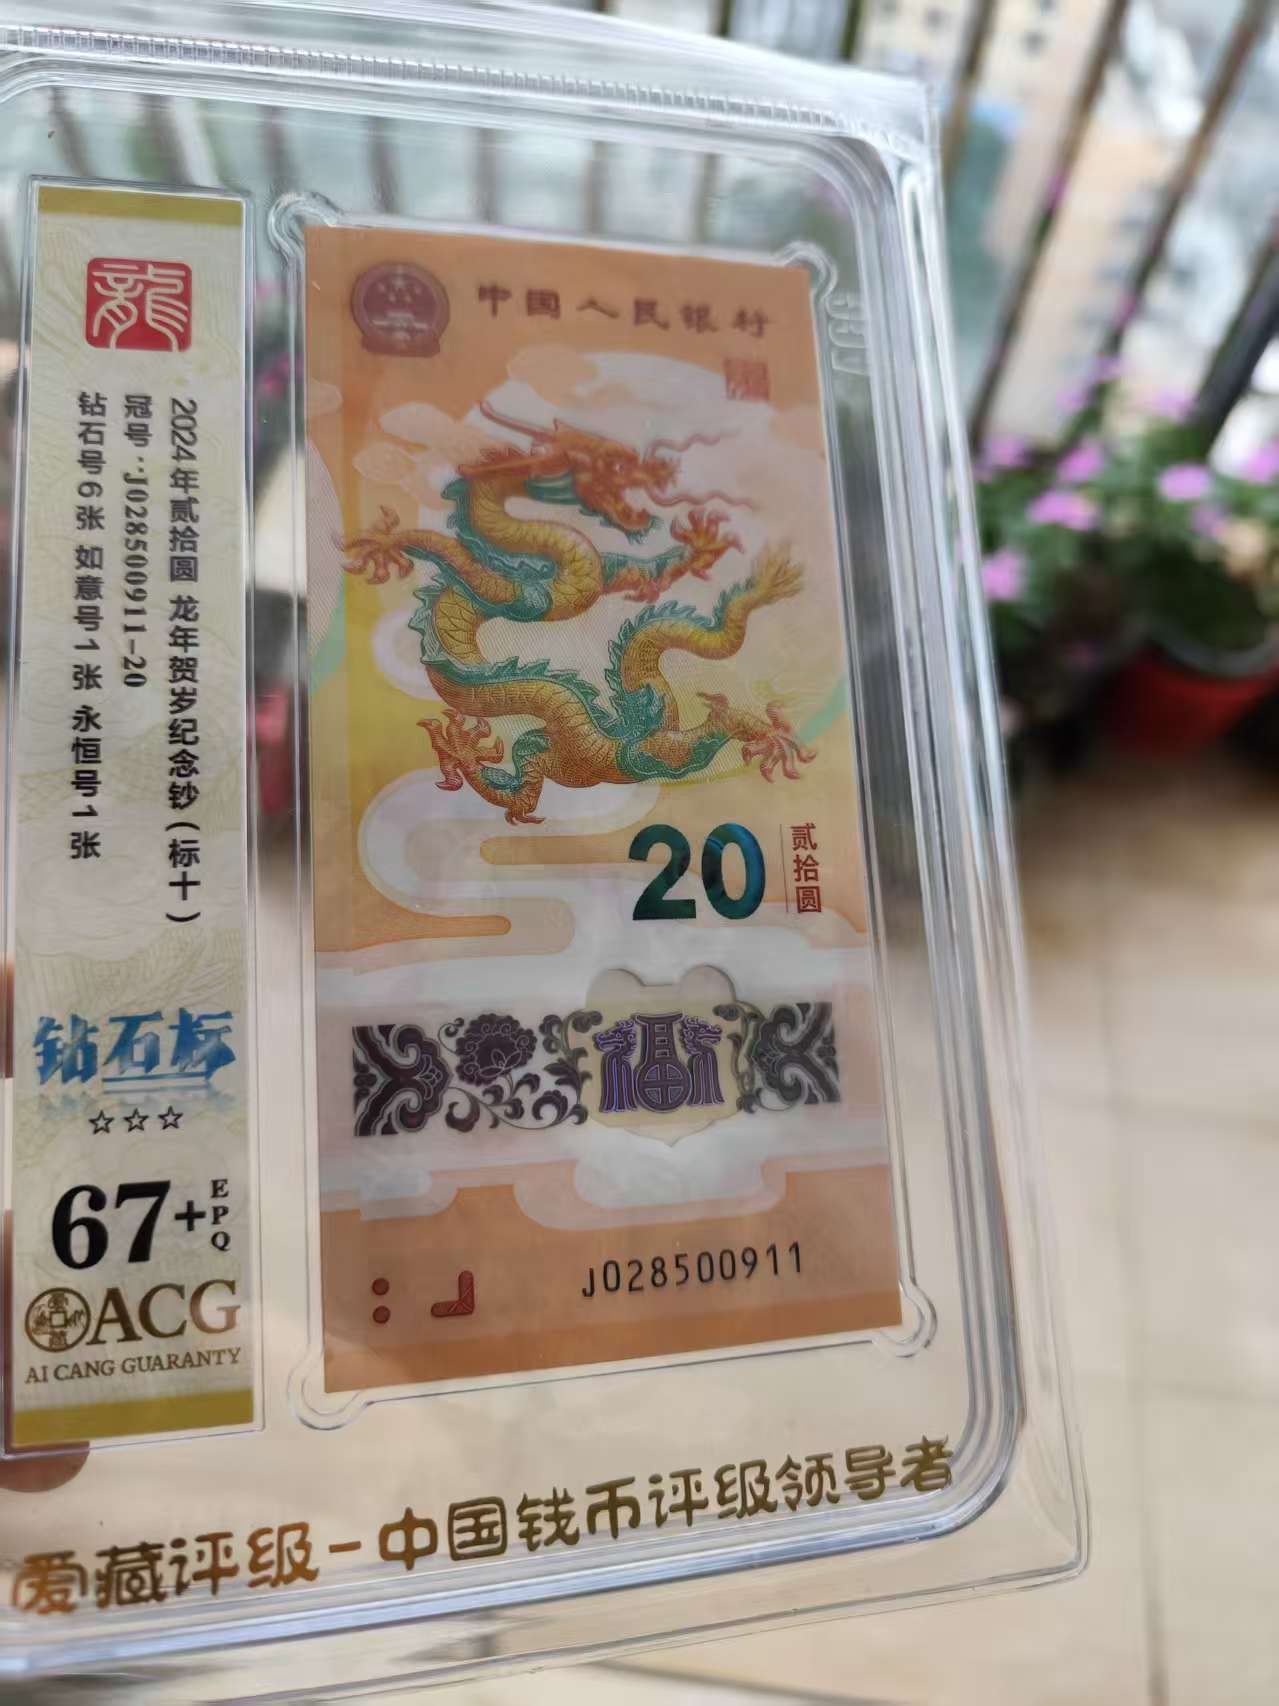 龍
2024年贰拾圆 龙年贺岁纪念钞(标十)
冠号:J028500911-20
钻石号6张 如意号1张 永恒号1张
钻石标
☆☆☆
67+
EPQ
ACG
AI CANG GUARANTY
中国人民银行
20
贰拾圆
福
J028500911
爱藏评级-中国钱币评级领导者